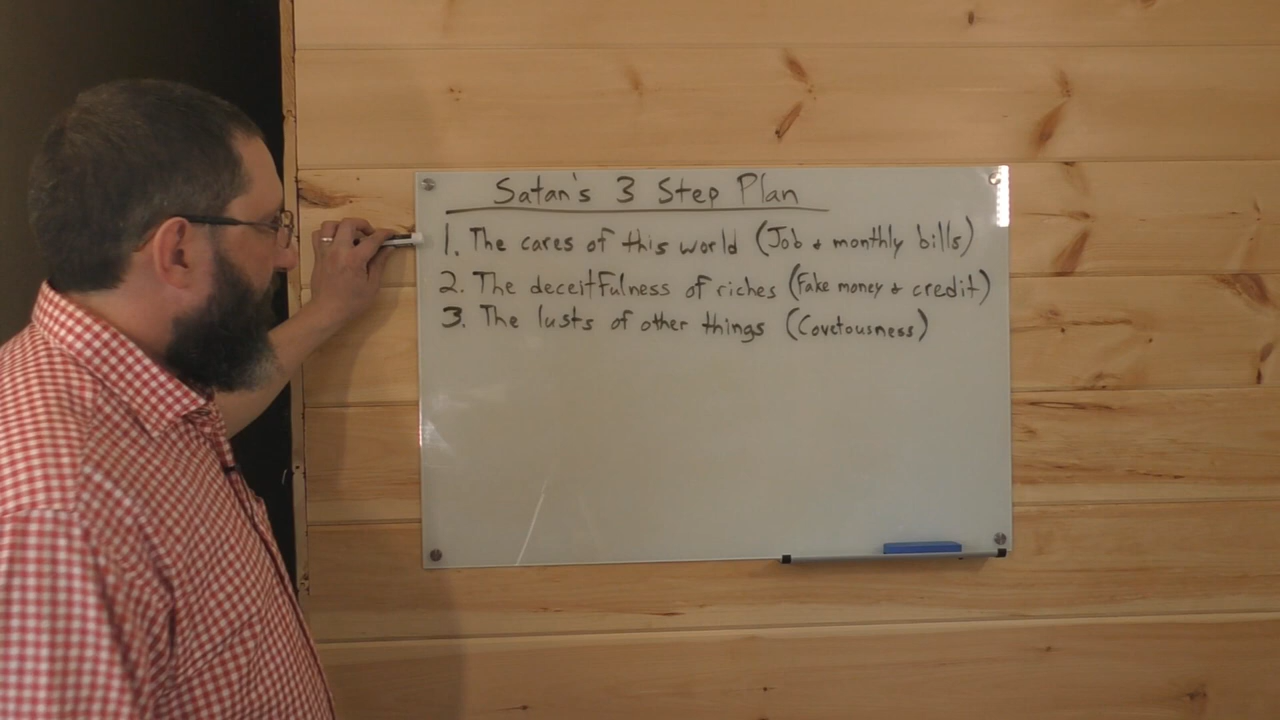 Satan's 3 Step Plan
1. The cares of this world (Job & monthly bills)
2. The deceitfulness of riches (Fake money & credit)
3. The lusts of other things (Covetousness)